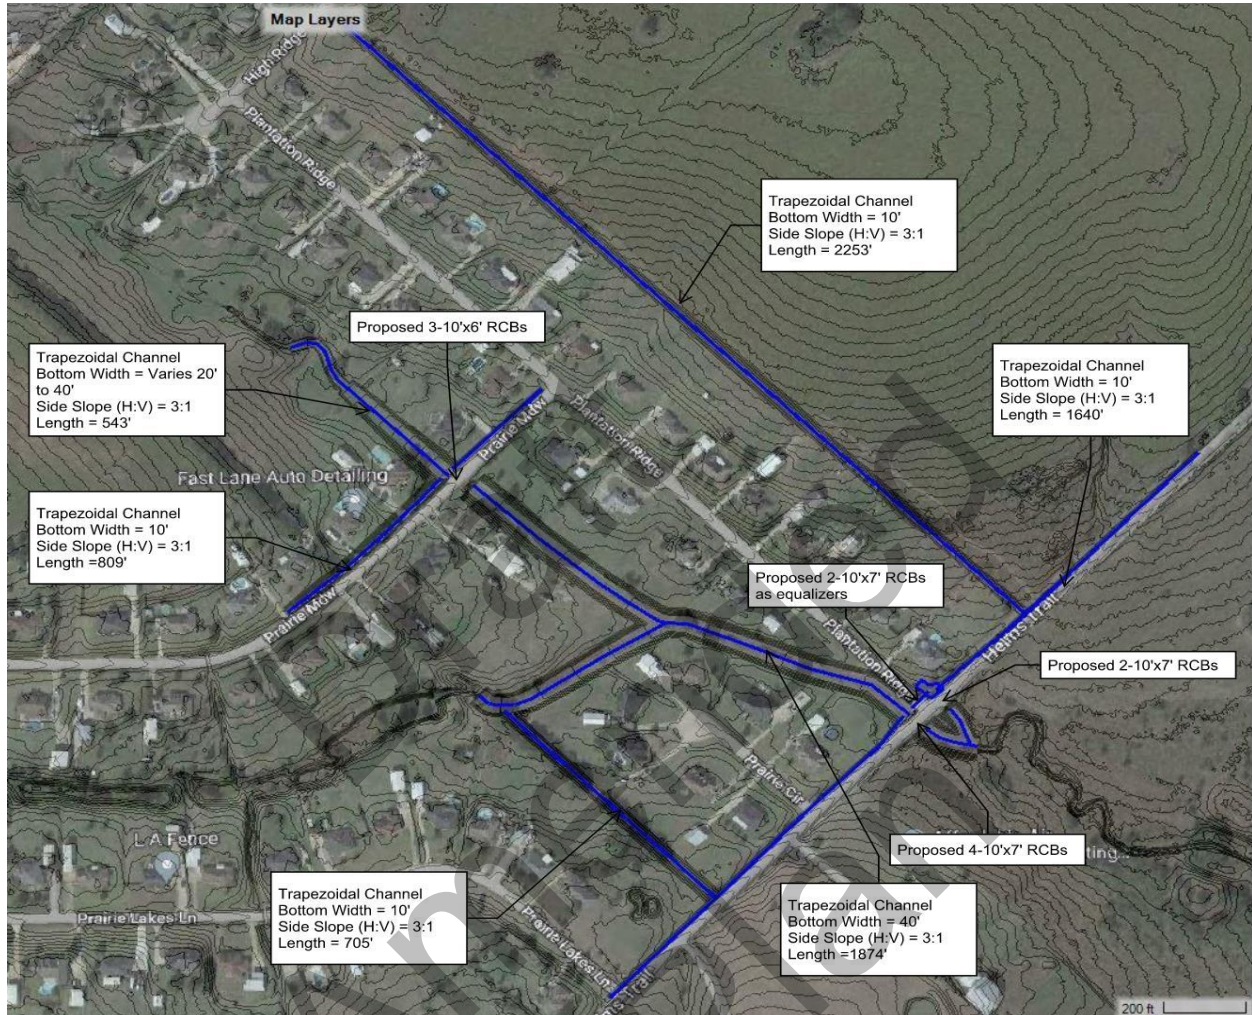 Map Layers
High Ridge
Plantation Ridge
Trapezoidal Channel
Bottom Width = 10'
Side Slope (H:V) = 3:1
Length = 2253'
Proposed 3-10'x6' RCBs
Trapezoidal Channel
Bottom Width = Varies 20'
to 40'
Side Slope (H:V) = 3:1
Length = 543'
Trapezoidal Channel
Bottom Width = 10'
Side Slope (H:V) = 3:1
Length = 1640'
Prairie Mdw
Plantation Ridge
Fast Lane Auto Detailing
Trapezoidal Channel
Bottom Width = 10'
Side Slope (H:V) = 3:1
Length =809'
Proposed 2-10'x7' RCBs
as equalizers
Prairie Mdw
Plantation Ridge
Helms Trail
Proposed 2-10'x7' RCBs
Prairie Cir
L A Fence
Proposed 4-10'x7' RCBs
ting...
Trapezoidal Channel
Bottom Width = 10'
Side Slope (H:V) = 3:1
Length = 705'
Trapezoidal Channel
Bottom Width = 40'
Side Slope (H:V) = 3:1
Length =1874'
Prairie Lakes Ln
Prairie Lakes Ln
ms Trail
200 ft